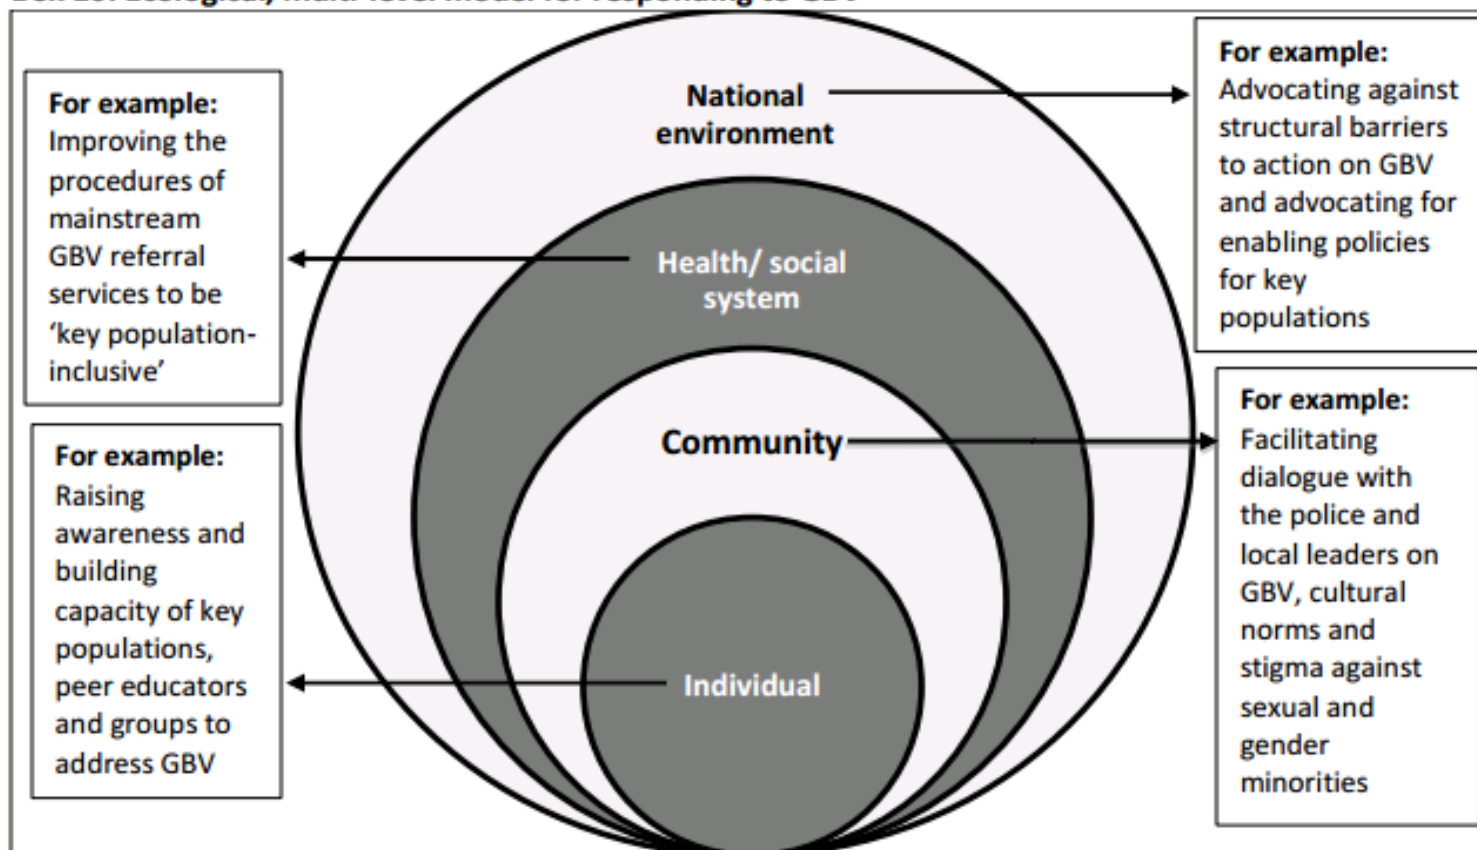 For example:
Improving the
procedures of
mainstream
GBV referral
services to be
‘key population-
inclusive’
For example:
Raising
awareness and
building
capacity of key
populations,
peer educators
and groups to
address GBV
National
environment
Health/ social
system
Community
Individual
For example:
Advocating against
structural barriers
to action on GBV
and advocating for
enabling policies
for key
populations
For example:
Facilitating
dialogue with
the police and
local leaders on
GBV, cultural
norms and
stigma against
sexual and
gender
minorities